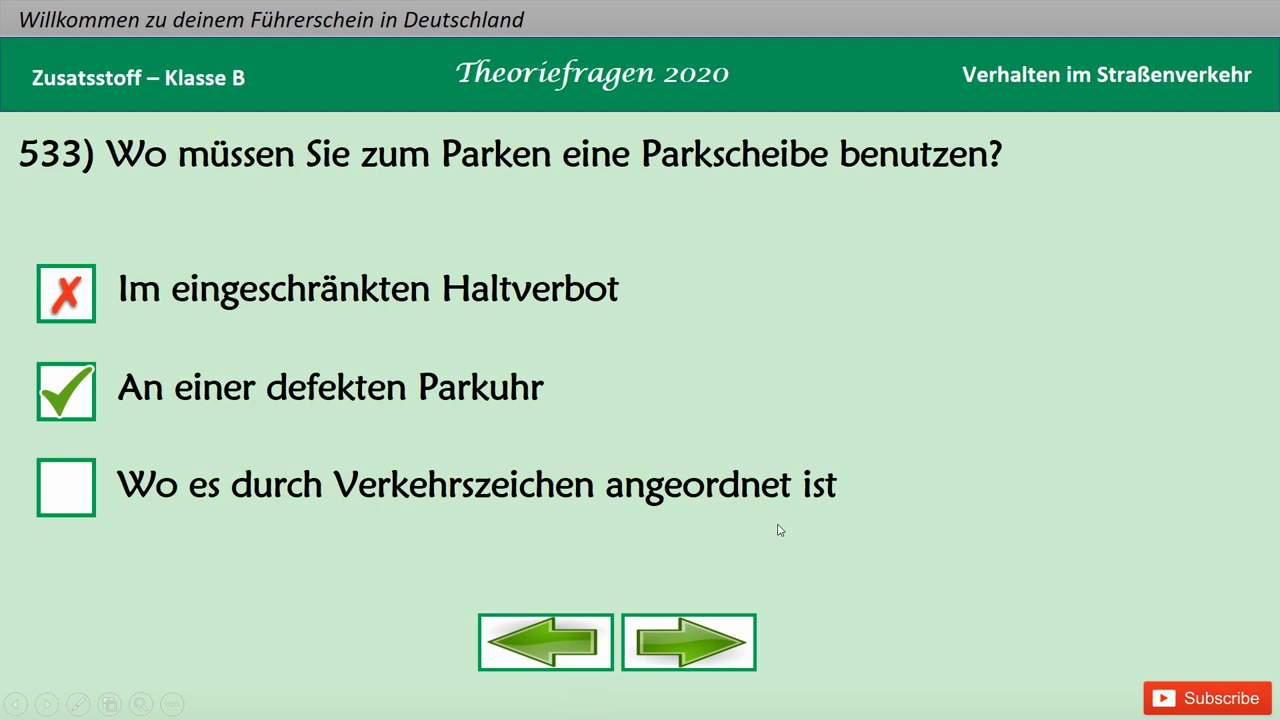 Willkommen zu deinem Führerschein in Deutschland
Zusatsstoff – Klasse B
Theoriefragen 2020
Verhalten im Straßenverkehr
533) Wo müssen Sie zum Parken eine Parkscheibe benutzen?
Im eingeschränkten Haltverbot
An einer defekten Parkuhr
Wo es durch Verkehrszeichen angeordnet ist
Subscribe